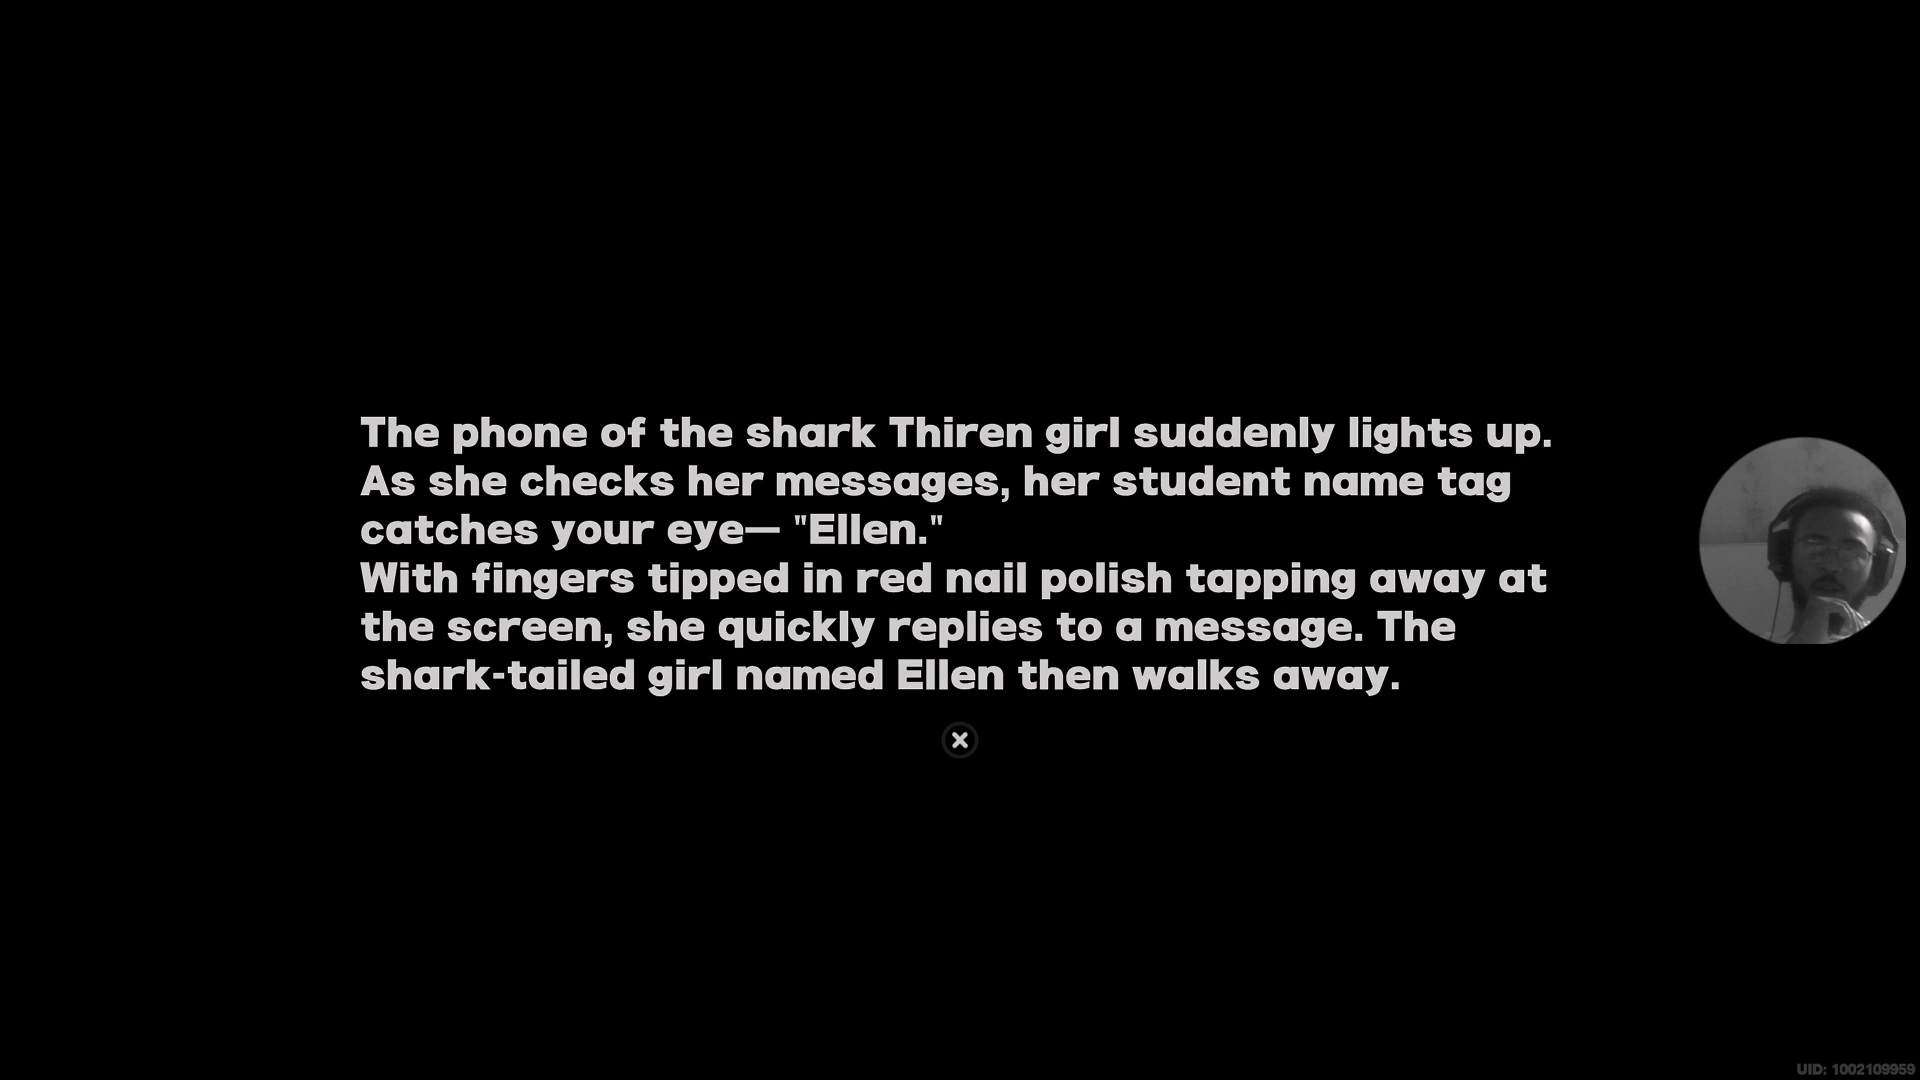 The phone of the shark Thiren girl suddenly lights up.
As she checks her messages, her student name tag
catches your eye— "Ellen."
With fingers tipped in red nail polish tapping away at
the screen, she quickly replies to a message. The
shark-tailed girl named Ellen then walks away.
UID: 1002109959